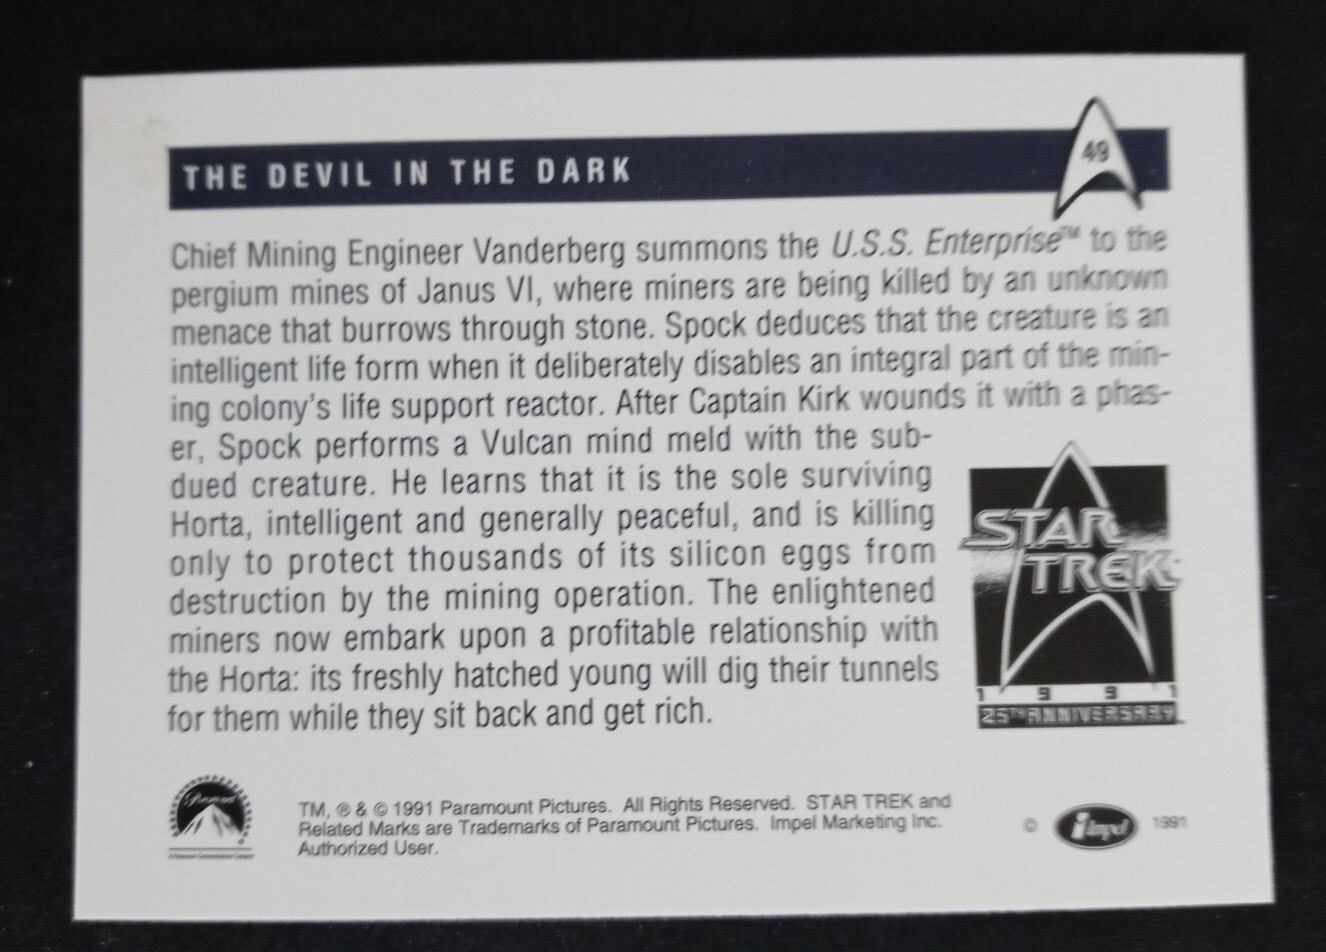 49
THE DEVIL IN THE DARK
Chief Mining Engineer Vanderberg summons the U.S.S. Enterprise™ to the
pergium mines of Janus VI, where miners are being killed by an unknown
menace that burrows through stone. Spock deduces that the creature is an
intelligent life form when it deliberately disables an integral part of the min-
ing colony's life support reactor. After Captain Kirk wounds it with a phas-
er, Spock performs a Vulcan mind meld with the sub-
dued creature. He learns that it is the sole surviving
Horta, intelligent and generally peaceful, and is killing
only to protect thousands of its silicon eggs from
destruction by the mining operation. The enlightened
miners now embark upon a profitable relationship with
the Horta: its freshly hatched young will dig their tunnels
for them while they sit back and get rich.
STAR
TREK
1 9 9 1
25TH ANNIVERSARY
Paramount
TM, ® & © 1991 Paramount Pictures. All Rights Reserved. STAR TREK and
Related Marks are Trademarks of Paramount Pictures. Impel Marketing Inc.
Authorized User.
© impel 1991